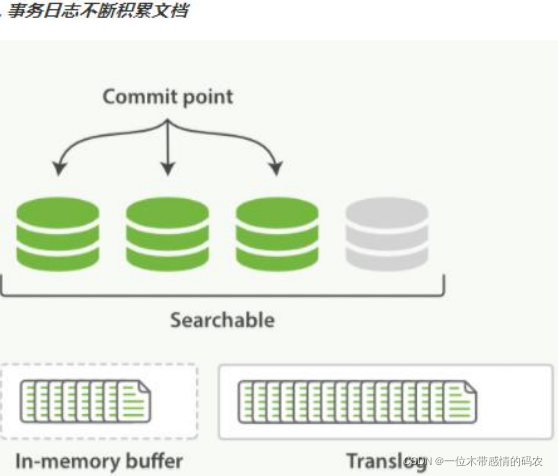 . 事务日志不断积累文档
Commit point
Searchable
In-memory buffer
Translog
CSDN @一位木带感情的码农